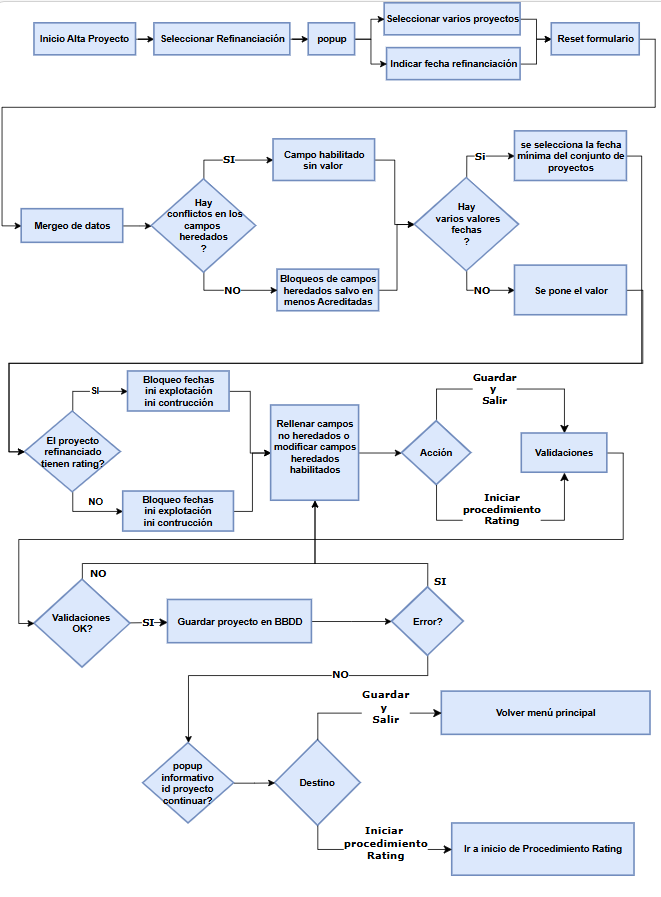 Inicio Alta Proyecto
Seleccionar Refinanciación
popup
Seleccionar varios proyectos
Indicar fecha refinanciación
Reset formulario
Mergeo de datos
Hay
conflictos en los
campos
heredados
?
SI
Campo habilitado
sin valor
NO
Bloqueos de campos
heredados salvo en
menos Acreditadas
Hay
varios valores
fechas
?
Si
se selecciona la fecha
mínima del conjunto de
proyectos
NO
Se pone el valor
El proyecto
refinanciado
tienen rating?
SI
Bloqueo fechas
ini explotación
ini contrucción
NO
Bloqueo fechas
ini explotación
ini contrucción
Rellenar campos
no heredados o
modificar campos
heredados
habilitados
Acción
Guardar
y
Salir
Iniciar
procedimiento
Rating
Validaciones
Validaciones
OK?
NO
SI
Guardar proyecto en BBDD
Error?
SI
NO
popup
informativo
id proyecto
continuar?
Destino
Guardar
y
Salir
Volver menú principal
Iniciar
procedimiento
Rating
Ir a inicio de Procedimiento Rating